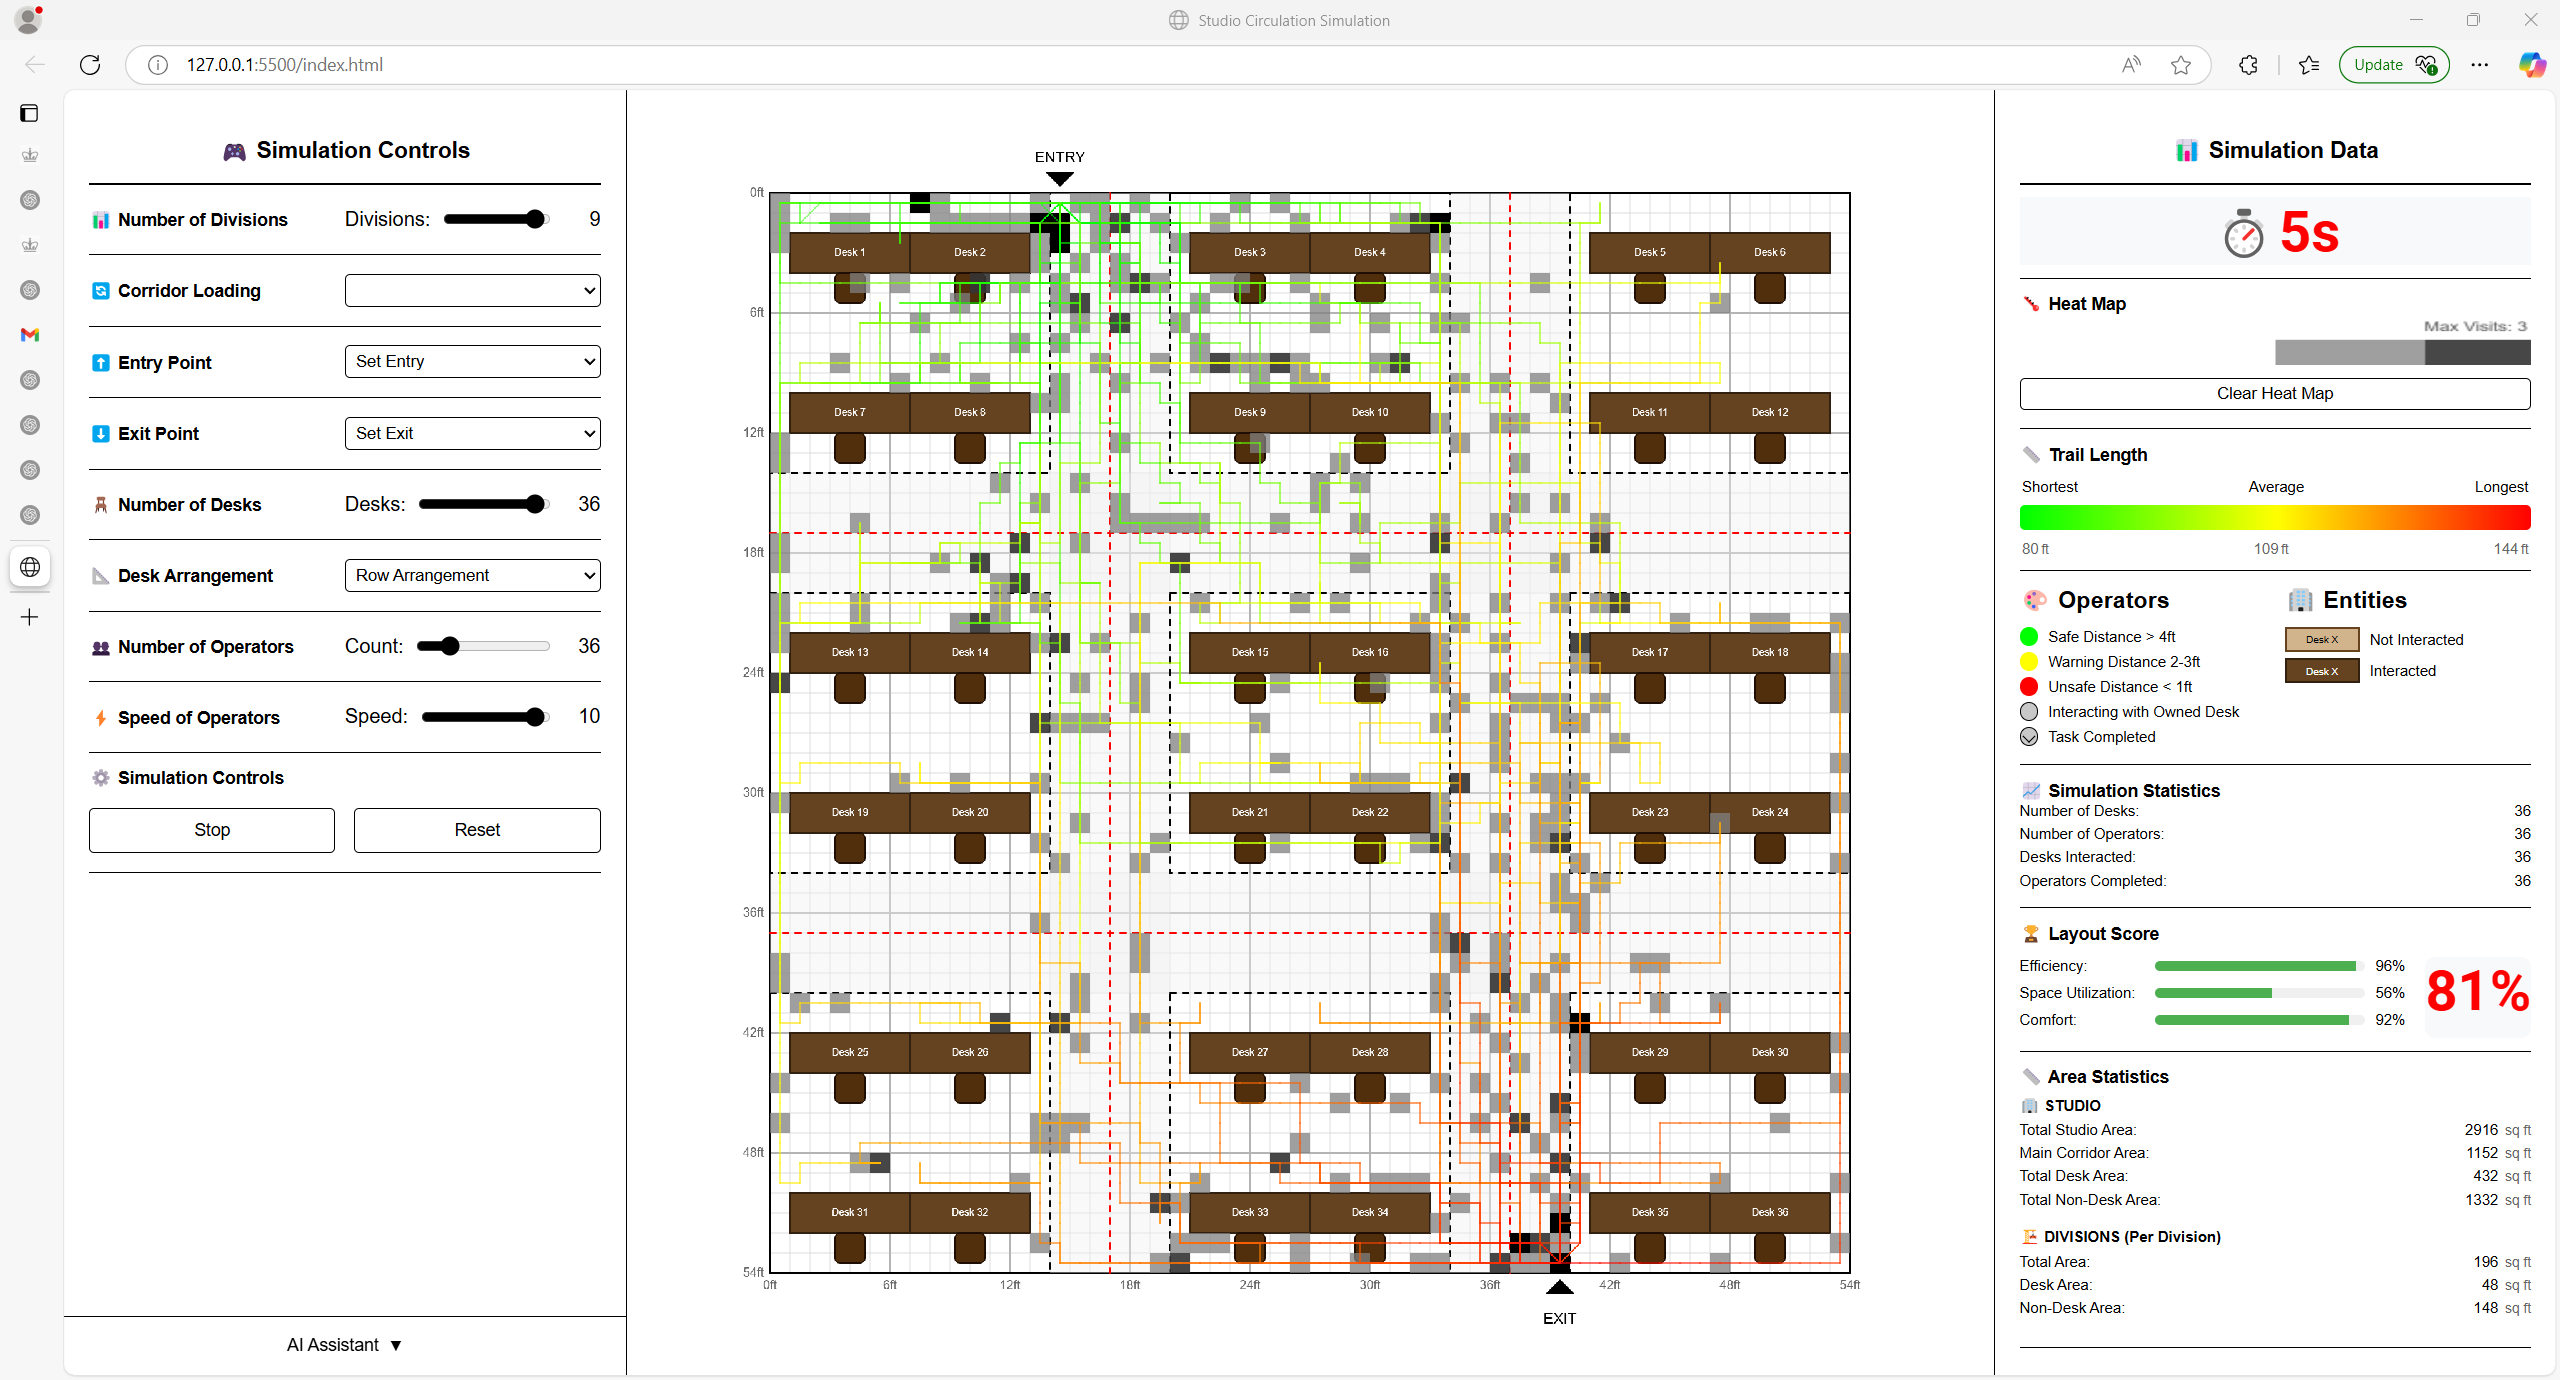 Studio Circulation Simulation
127.0.0.1:5500/index.html
Update
Simulation Controls
Number of Divisions Divisions: 9
Corridor Loading
Entry Point Set Entry
Exit Point Set Exit
Number of Desks Desks: 36
Desk Arrangement Row Arrangement
Number of Operators Count: 36
Speed of Operators Speed: 10
Simulation Controls
Stop Reset
AI Assistant ▼
ENTRY
0ft
Desk 1 Desk 2 Desk 3 Desk 4 Desk 5 Desk 6
6ft
Desk 7 Desk 8 Desk 9 Desk 10 Desk 11 Desk 12
12ft
18ft
Desk 13 Desk 14 Desk 15 Desk 16 Desk 17 Desk 18
24ft
30ft
Desk 19 Desk 20 Desk 21 Desk 22 Desk 23 Desk 24
36ft
42ft
Desk 25 Desk 26 Desk 27 Desk 28 Desk 29 Desk 30
48ft
Desk 31 Desk 32 Desk 33 Desk 34 Desk 35 Desk 36
54ft
0ft 6ft 12ft 18ft 24ft 30ft 36ft 42ft 48ft 54ft
EXIT
Simulation Data
5s
Heat Map
Max Visits: 3
Clear Heat Map
Trail Length
Shortest Average Longest
80 ft 109 ft 144 ft
Operators Entities
Safe Distance > 4ft Desk X Not Interacted
Warning Distance 2-3ft
Unsafe Distance < 1ft Desk X Interacted
Interacting with Owned Desk
Task Completed
Simulation Statistics
Number of Desks: 36
Number of Operators: 36
Desks Interacted: 36
Operators Completed: 36
Layout Score
Efficiency: 96%
Space Utilization: 56%
Comfort: 92%
81%
Area Statistics
STUDIO
Total Studio Area: 2916 sq ft
Main Corridor Area: 1152 sq ft
Total Desk Area: 432 sq ft
Total Non-Desk Area: 1332 sq ft
DIVISIONS (Per Division)
Total Area: 196 sq ft
Desk Area: 48 sq ft
Non-Desk Area: 148 sq ft